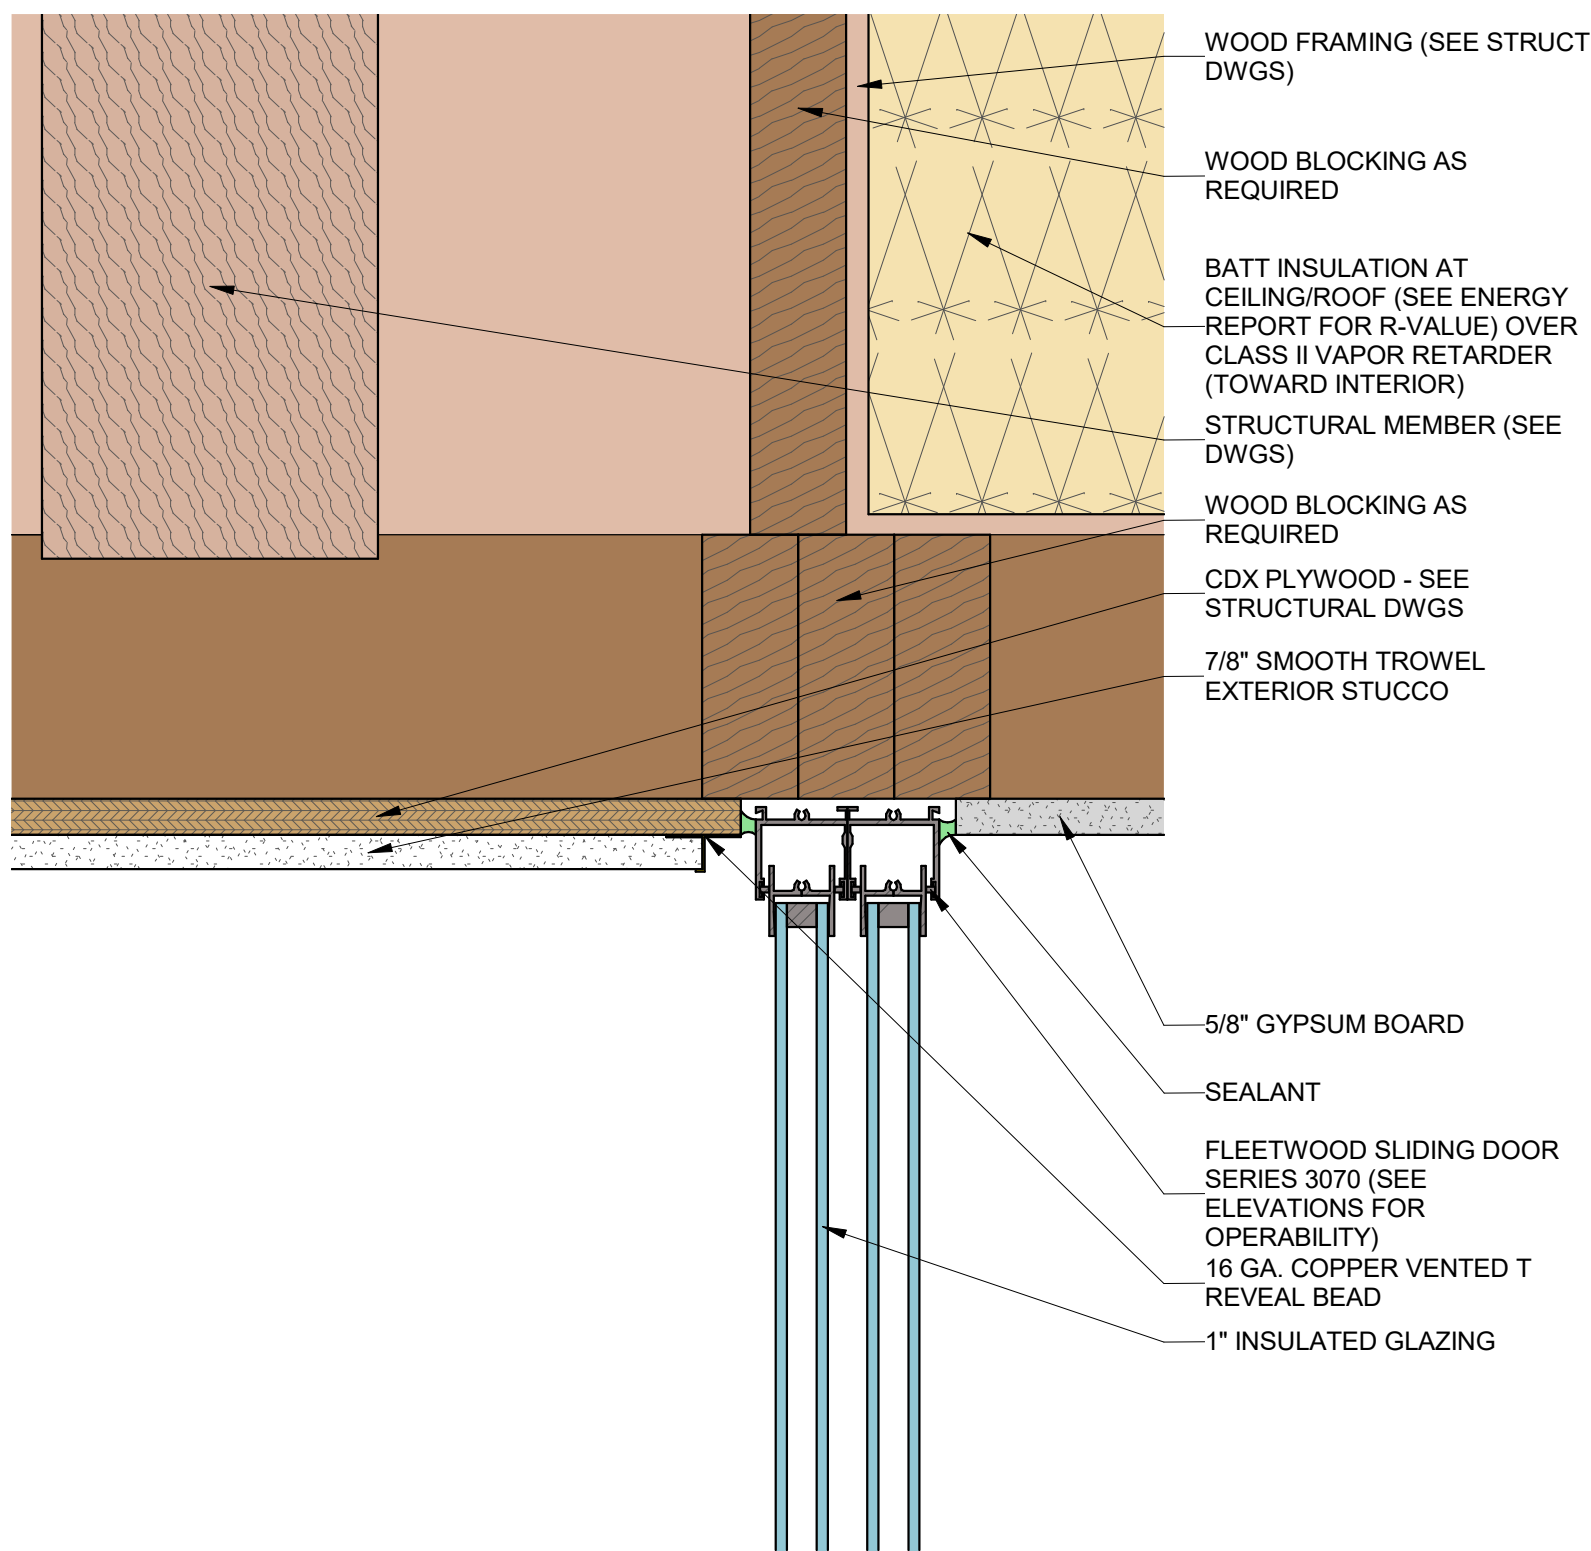 WOOD FRAMING (SEE STRUCT
DWGS)
WOOD BLOCKING AS
REQUIRED
BATT INSULATION AT
CEILING/ROOF (SEE ENERGY
REPORT FOR R-VALUE) OVER
CLASS II VAPOR RETARDER
(TOWARD INTERIOR)
STRUCTURAL MEMBER (SEE
DWGS)
WOOD BLOCKING AS
REQUIRED
CDX PLYWOOD - SEE
STRUCTURAL DWGS
7/8" SMOOTH TROWEL
EXTERIOR STUCCO
5/8" GYPSUM BOARD
SEALANT
FLEETWOOD SLIDING DOOR
SERIES 3070 (SEE
ELEVATIONS FOR
OPERABILITY)
16 GA. COPPER VENTED T
REVEAL BEAD
1" INSULATED GLAZING